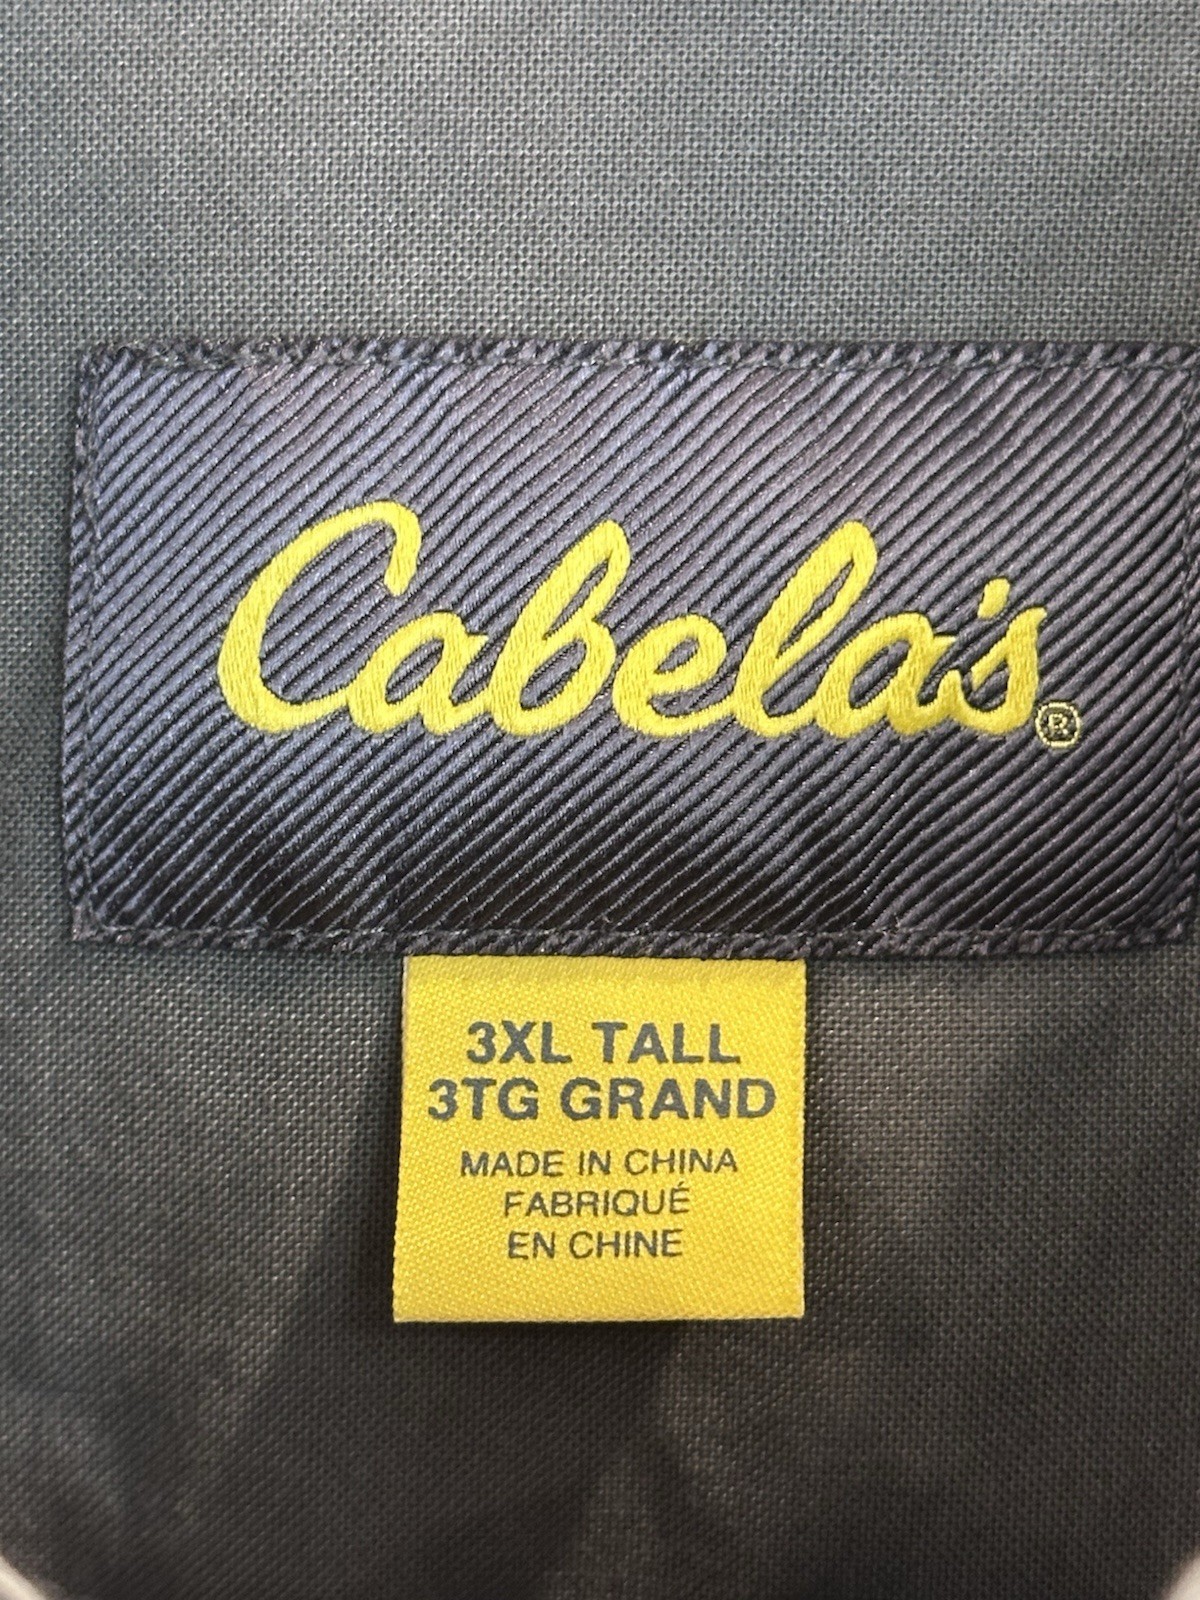 Cabela's®
3XL TALL
3TG GRAND
MADE IN CHINA
FABRIQUÉ
EN CHINE